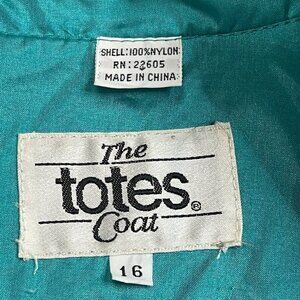 SHELL:100%NYLON
RN:22605
MADE IN CHINA
The
totes®
Coat
16